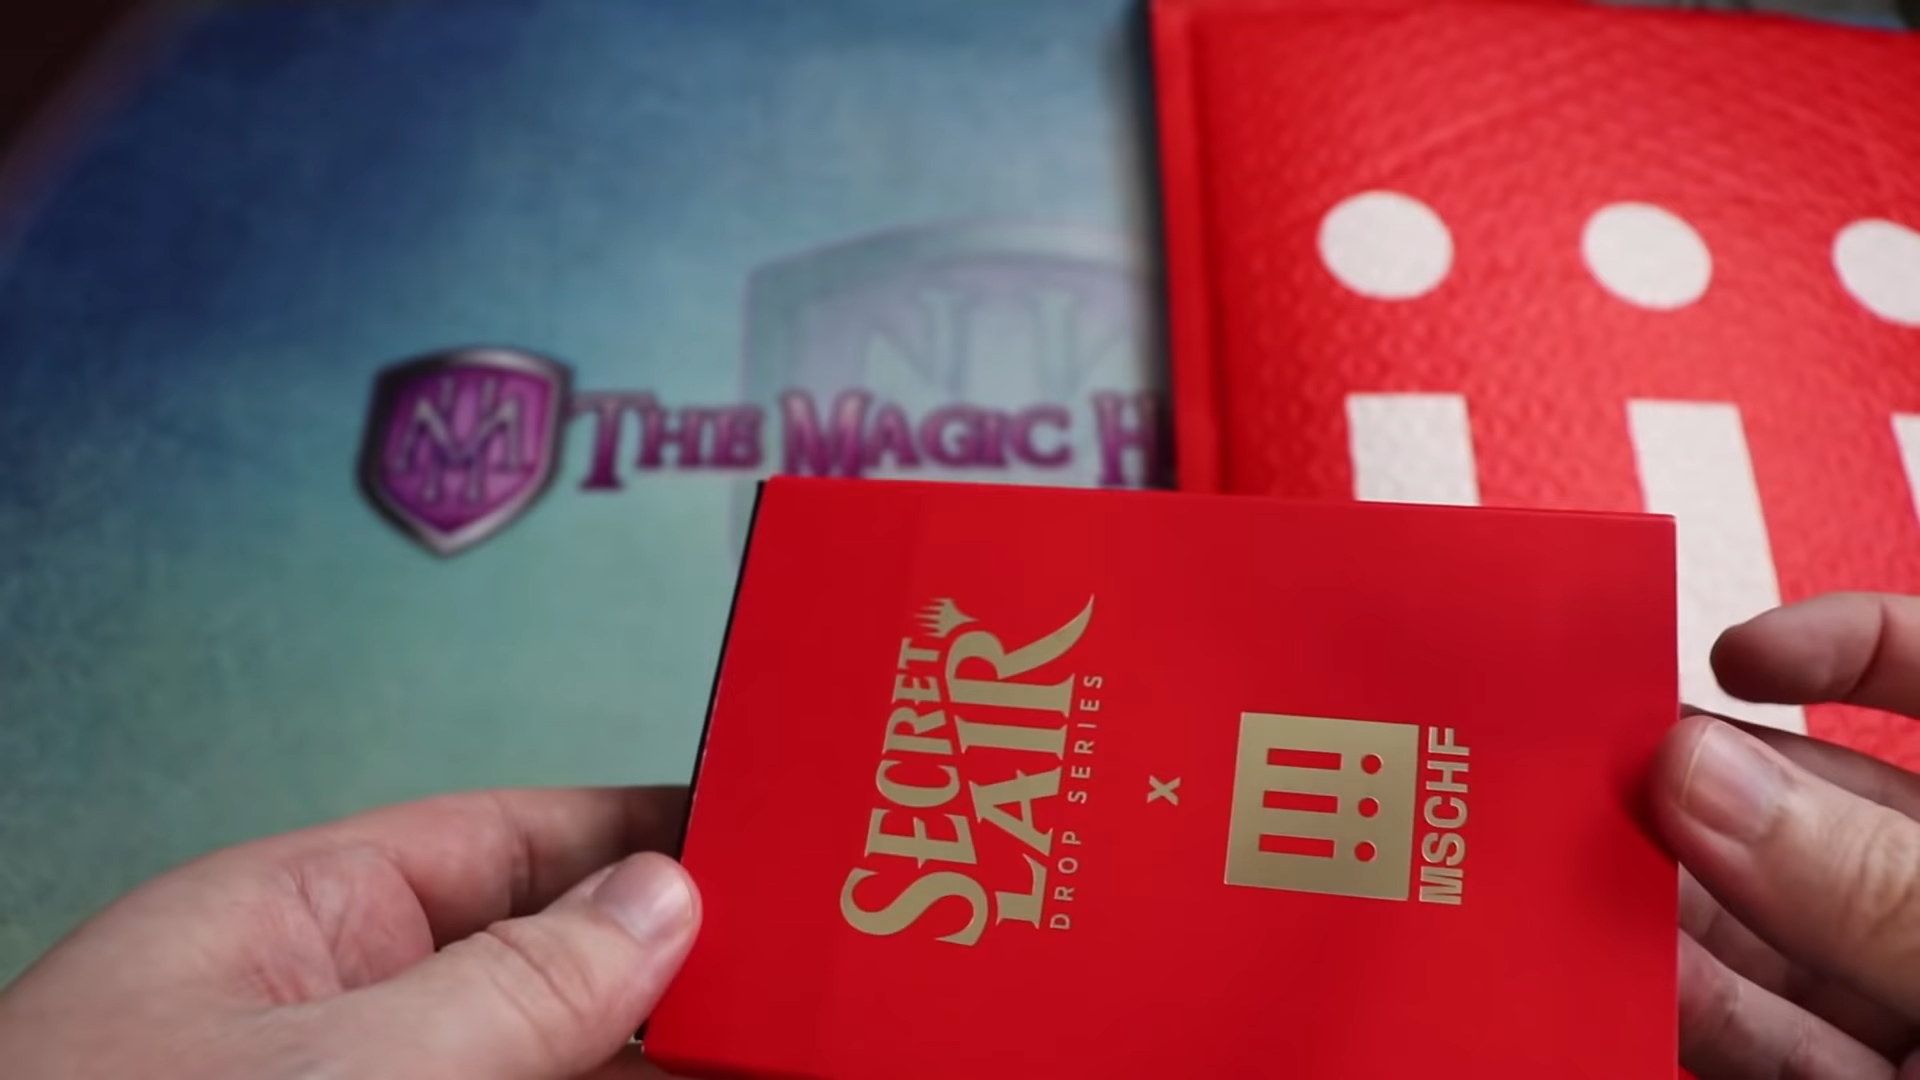 THE MAGIC H
SECRET
LAIR
DROP SERIES
x
MSCHF